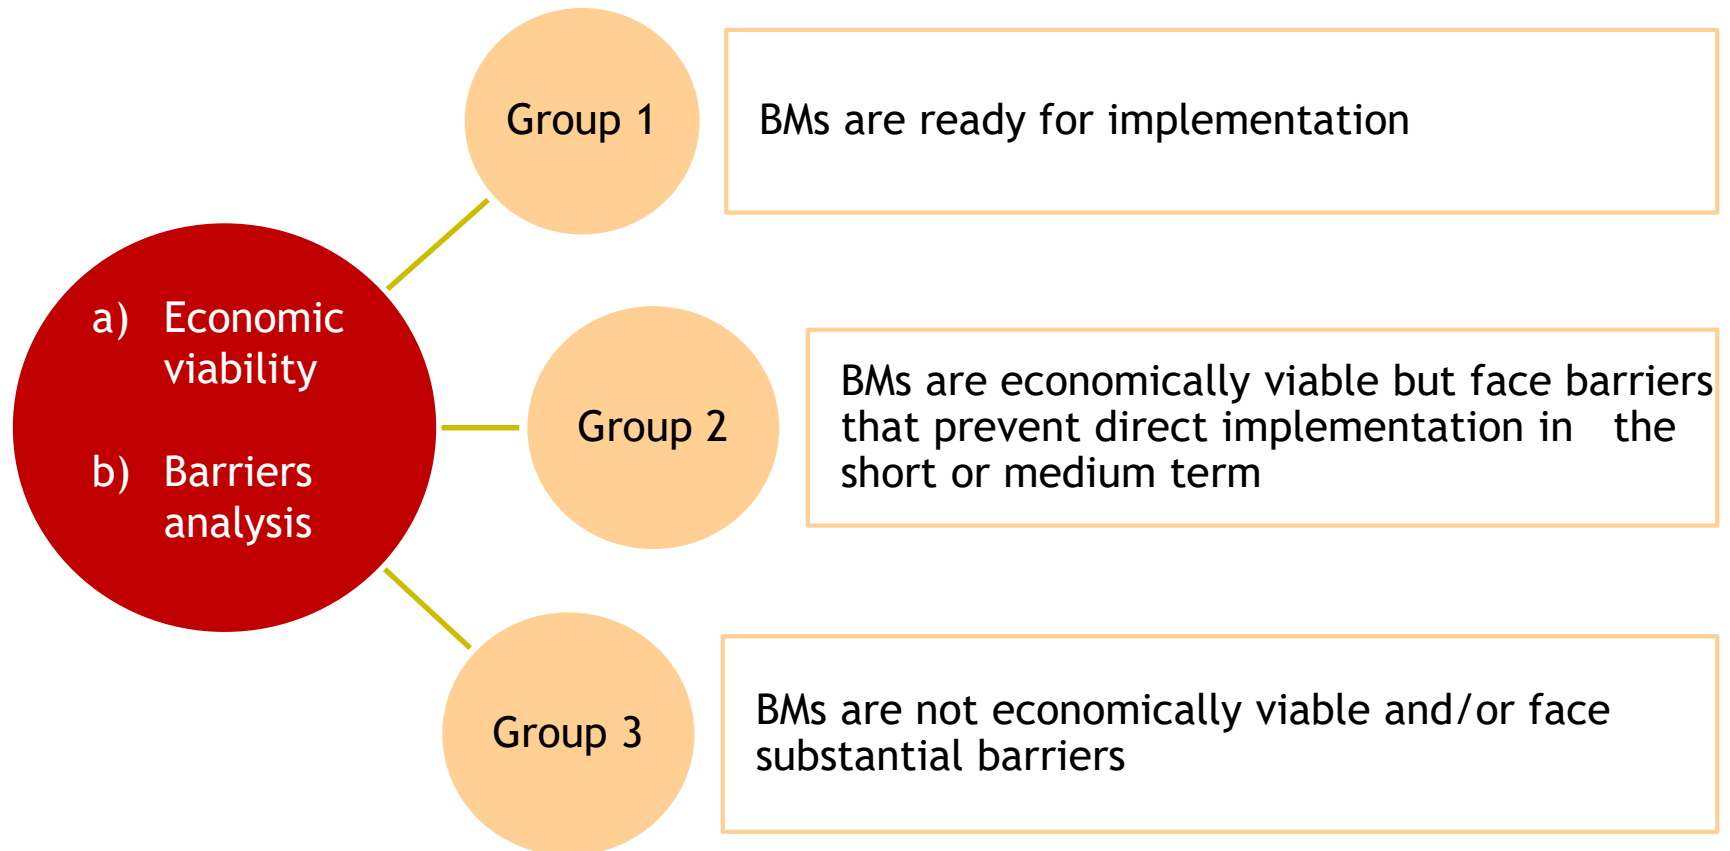 Group 1
BMs are ready for implementation
a) Economic
viability
b) Barriers
analysis
Group 2
BMs are economically viable but face barriers
that prevent direct implementation in the
short or medium term
Group 3
BMs are not economically viable and/or face
substantial barriers